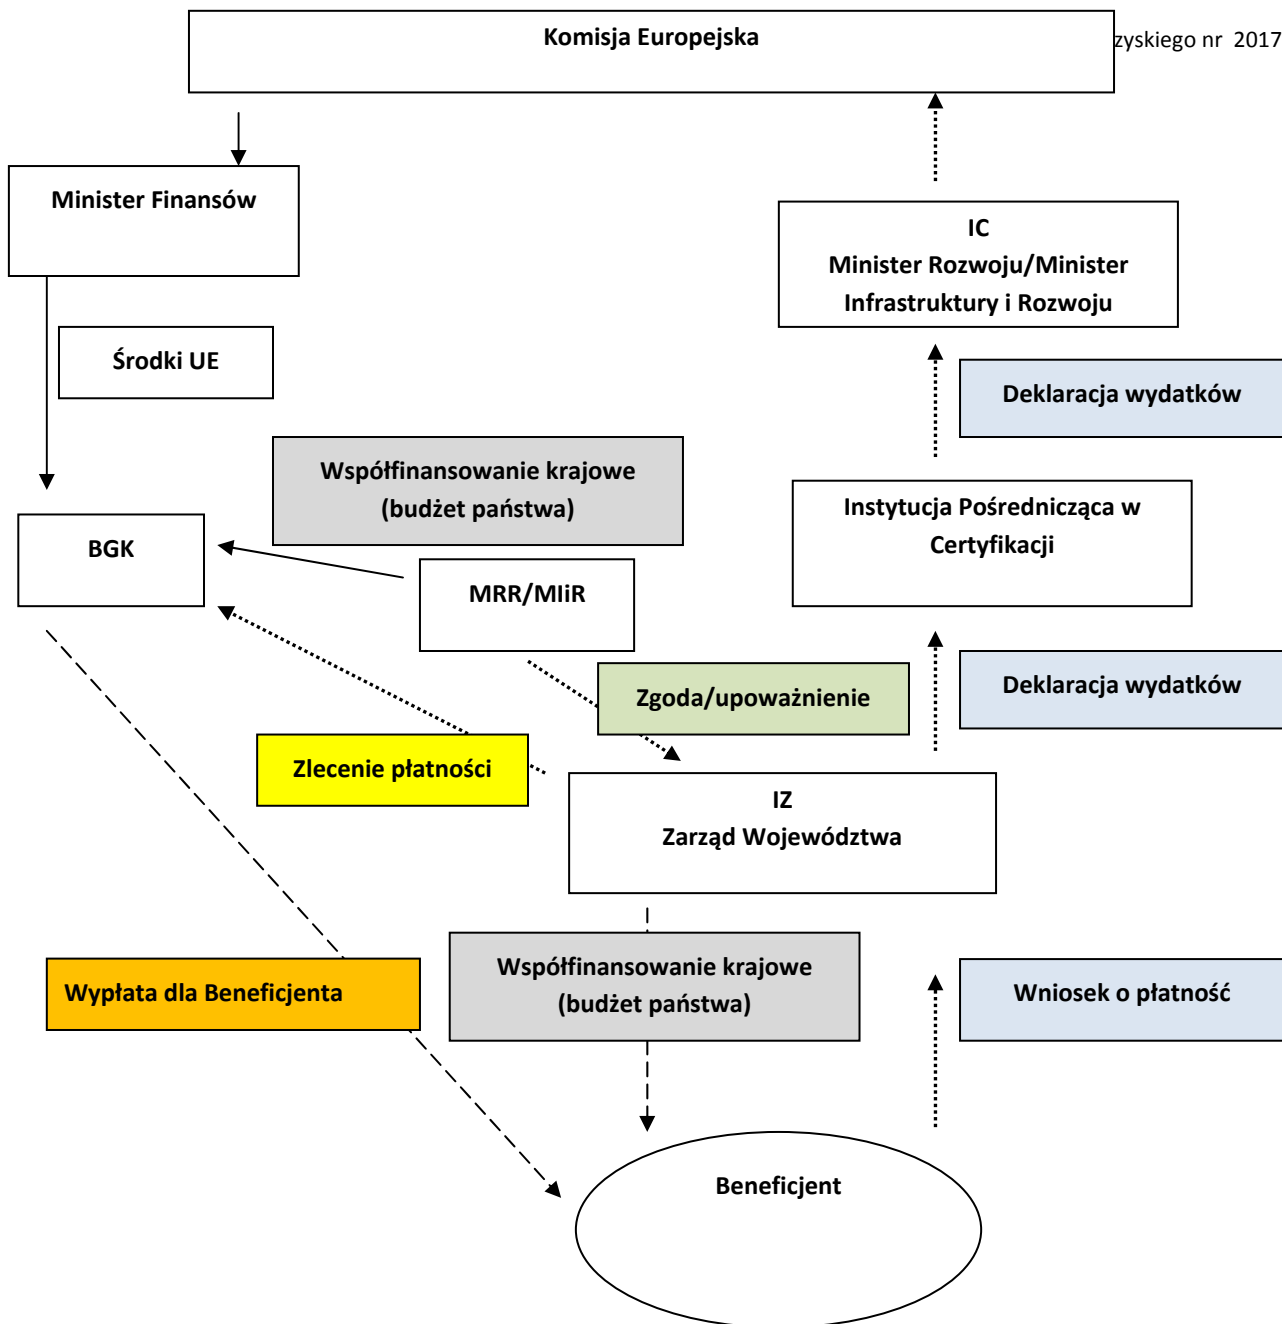 Komisja Europejska
zyskiego nr 2017
Minister Finansów
IC
Minister Rozwoju/Minister
Infrastruktury i Rozwoju
Środki UE
Deklaracja wydatków
Współfinansowanie krajowe
(budżet państwa)
Instytucja Pośrednicząca w
Certyfikacji
BGK
MRR/MIiR
Zgoda/upoważnienie
Deklaracja wydatków
Zlecenie płatności
IZ
Zarząd Województwa
Wypłata dla Beneficjenta
Współfinansowanie krajowe
(budżet państwa)
Wniosek o płatność
Beneficjent